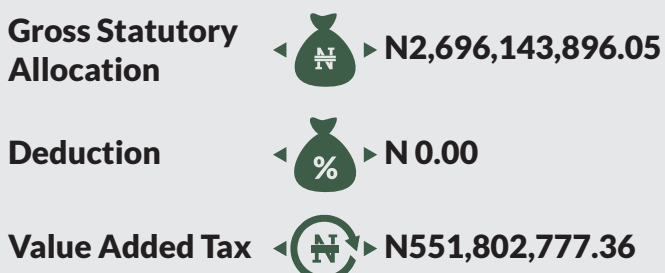 Gross Statutory
Allocation
₦
N2,696,143,896.05
Deduction
%
N 0.00
Value Added Tax
₦
N551,802,777.36